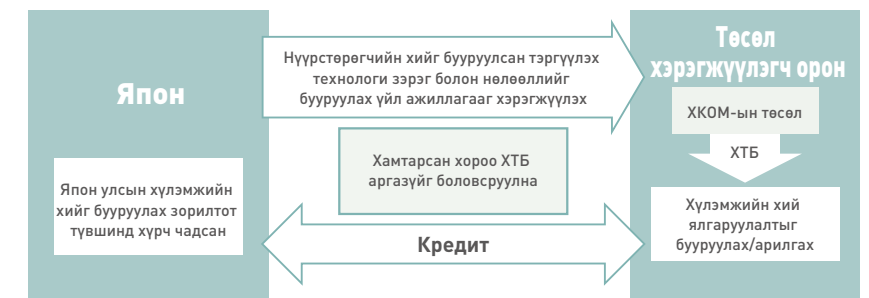 Япон
Япон улсын хүлэмжийн
хийг бууруулах зорилтот
түвшинд хүрч чадсан
Нүүрстөрөгчийн хийг бууруулсан тэргүүлэх
технологи зэрэг болон нөлөөллийг
бууруулах үйл ажиллагааг хэрэгжүүлэх
Хамтарсан хороо ХТБ
аргазүйг боловсруулна
Кредит
Төсөл
хэрэгжүүлэгч орон
ХКОМ-ын төсөл
ХТБ
Хүлэмжийн хий
ялгаруулалтыг
бууруулах/арилгах